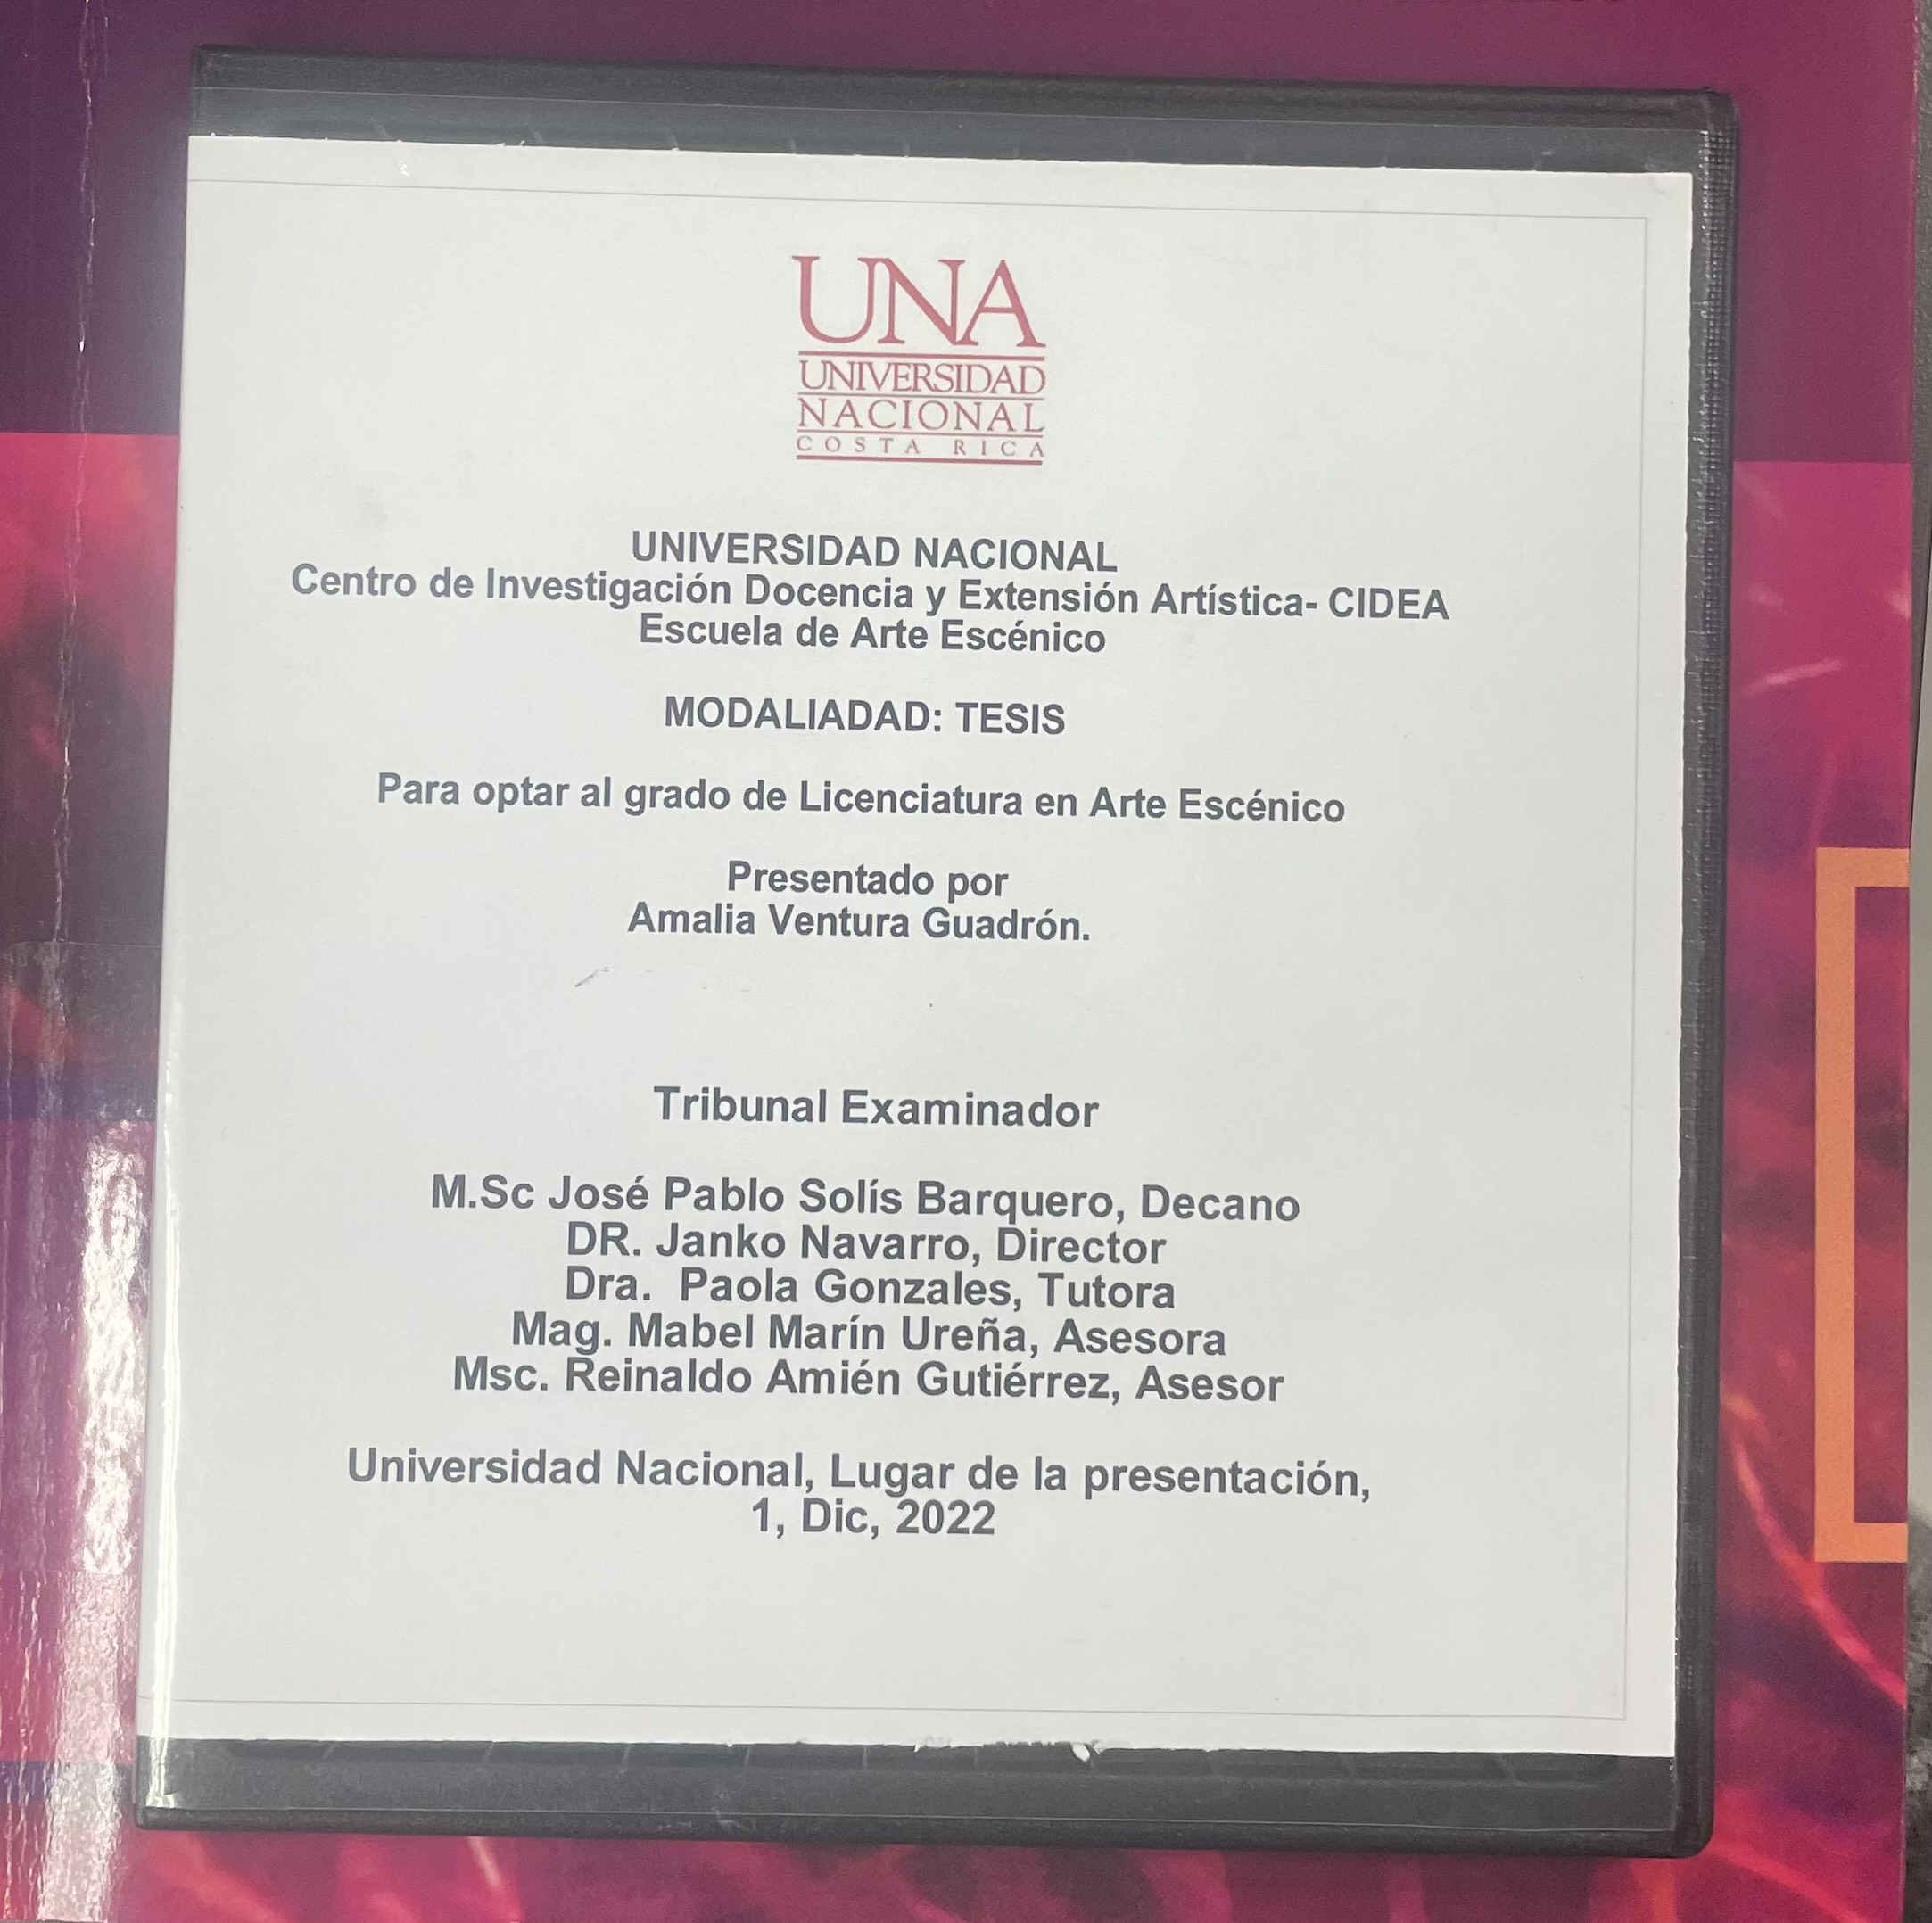 UNA
UNIVERSIDAD
NACIONAL
COSTA RICA
UNIVERSIDAD NACIONAL
Centro de Investigación Docencia y Extensión Artística- CIDEA
Escuela de Arte Escénico
MODALIADAD: TESIS
Para optar al grado de Licenciatura en Arte Escénico
Presentado por
Amalia Ventura Guadrón.
Tribunal Examinador
M.Sc José Pablo Solís Barquero, Decano
DR. Janko Navarro, Director
Dra. Paola Gonzales, Tutora
Mag. Mabel Marín Ureña, Asesora
Msc. Reinaldo Amién Gutiérrez, Asesor
Universidad Nacional, Lugar de la presentación,
1, Dic, 2022